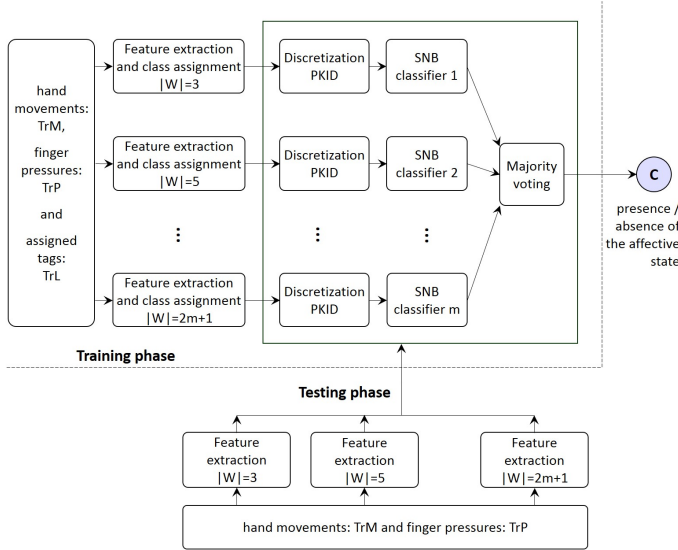 hand
movements:
TrM,
finger
pressures:
TrP
and
assigned
tags:
TrL
Feature extraction
and class assignment
|W|=3
Discretization
PKID
SNB
classifier 1
Feature extraction
and class assignment
|W|=5
Discretization
PKID
SNB
classifier 2
Majority
voting
C
presence /
absence of
the affective
state
Feature extraction
and class assignment
|W|=2m+1
Discretization
PKID
SNB
classifier m
Training phase
Testing phase
Feature
extraction
|W|=3
Feature
extraction
|W|=5
Feature
extraction
|W|=2m+1
hand movements: TrM and finger pressures: TrP